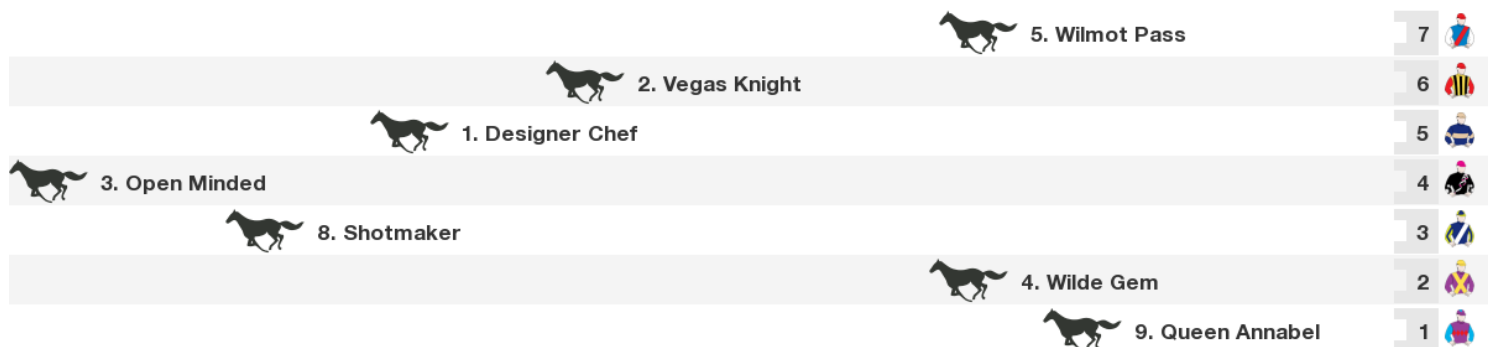 5. Wilmot Pass 7
2. Vegas Knight 6
1. Designer Chef 5
3. Open Minded 4
8. Shotmaker 3
4. Wilde Gem 2
9. Queen Annabel 1